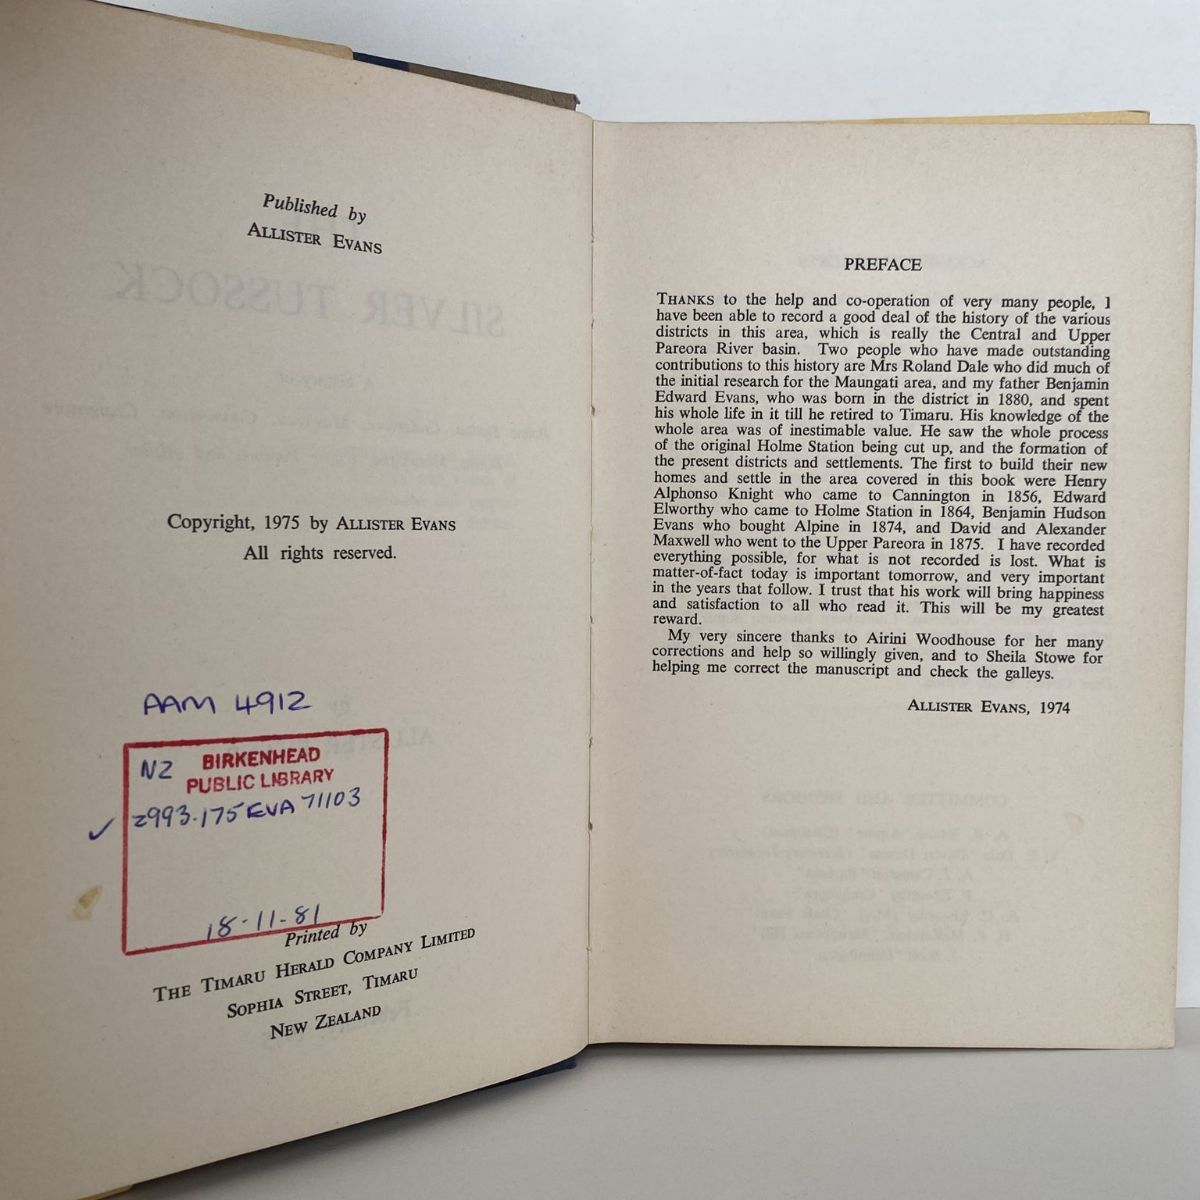 Published by
ALLISTER EVANS
SILVER TUSSOCK
Copyright, 1975 by ALLISTER EVANS
All rights reserved.
AAM 4912
BIRKENHEAD
NZ PUBLIC LIBRARY
z993.175 EVA 71103
18-11-81
Printed by
THE TIMARU HERALD COMPANY LIMITED
SOPHIA STREET, TIMARU
NEW ZEALAND
PREFACE
THANKS to the help and co-operation of very many people, I
have been able to record a good deal of the history of the various
districts in this area, which is really the Central and Upper
Pareora River basin. Two people who have made outstanding
contributions to this history are Mrs Roland Dale who did much of
the initial research for the Maungati area, and my father Benjamin
Edward Evans, who was born in the district in 1880, and spent
his whole life in it till he retired to Timaru. His knowledge of the
whole area was of inestimable value. He saw the whole process
of the original Holme Station being cut up, and the formation of
the present districts and settlements. The first to build their new
homes and settle in the area covered in this book were Henry
Alphonso Knight who came to Cannington in 1856, Edward
Elworthy who came to Holme Station in 1864, Benjamin Hudson
Evans who bought Alpine in 1874, and David and Alexander
Maxwell who went to the Upper Pareora in 1875. I have recorded
everything possible, for what is not recorded is lost. What is
matter-of-fact today is important tomorrow, and very important
in the years that follow. I trust that his work will bring happiness
and satisfaction to all who read it. This will be my greatest
reward.
My very sincere thanks to Airini Woodhouse for her many
corrections and help so willingly given, and to Sheila Stowe for
helping me correct the manuscript and check the galleys.
ALLISTER EVANS, 1974